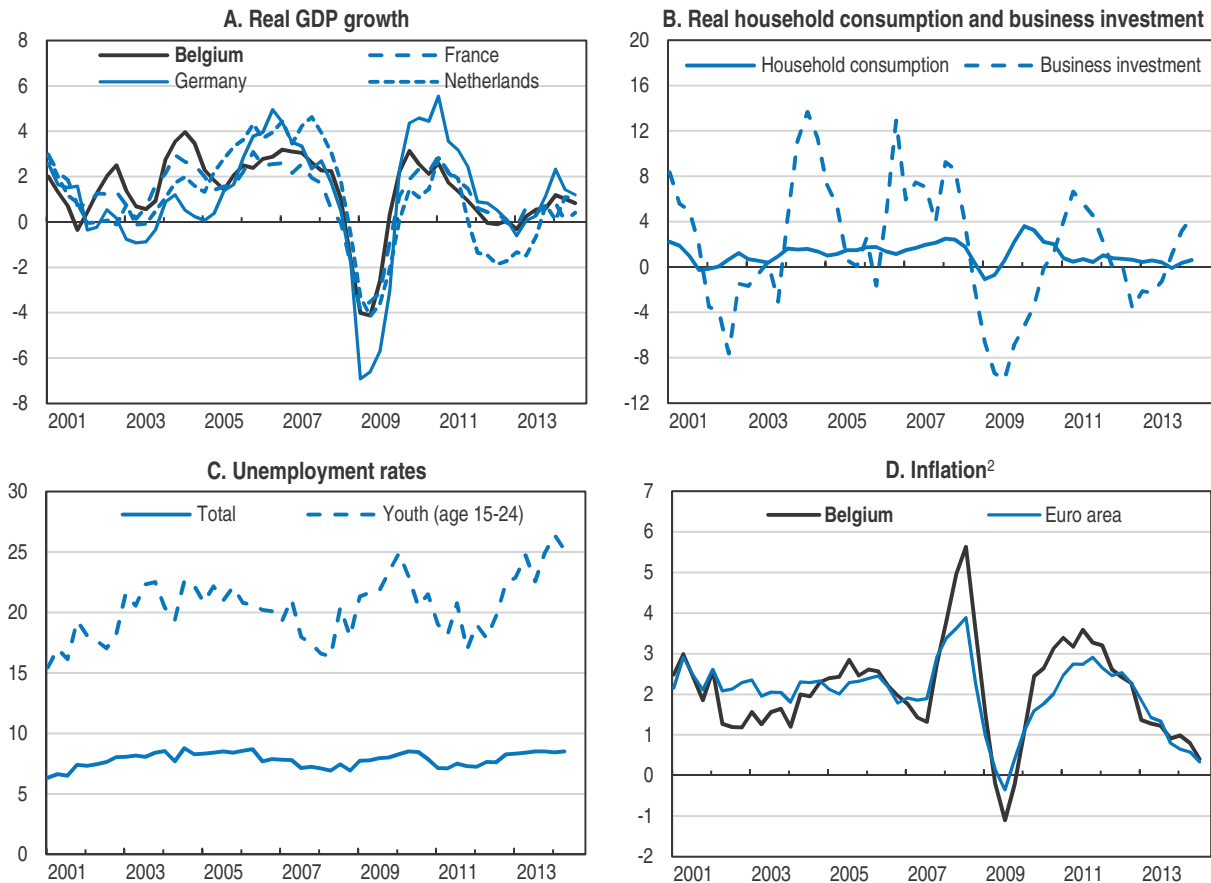 A. Real GDP growth
8
6
4
2
0
-2
-4
-6
-8
Belgium
France
Germany
Netherlands
2001 2003 2005 2007 2009 2011 2013
B. Real household consumption and business investment
20
16
12
8
4
0
-4
-8
-12
Household consumption
Business investment
2001 2003 2005 2007 2009 2011 2013
C. Unemployment rates
30
25
20
15
10
5
0
Total
Youth (age 15-24)
2001 2003 2005 2007 2009 2011 2013
D. Inflation²
7
6
5
4
3
2
1
0
-1
-2
Belgium
Euro area
2001 2003 2005 2007 2009 2011 2013